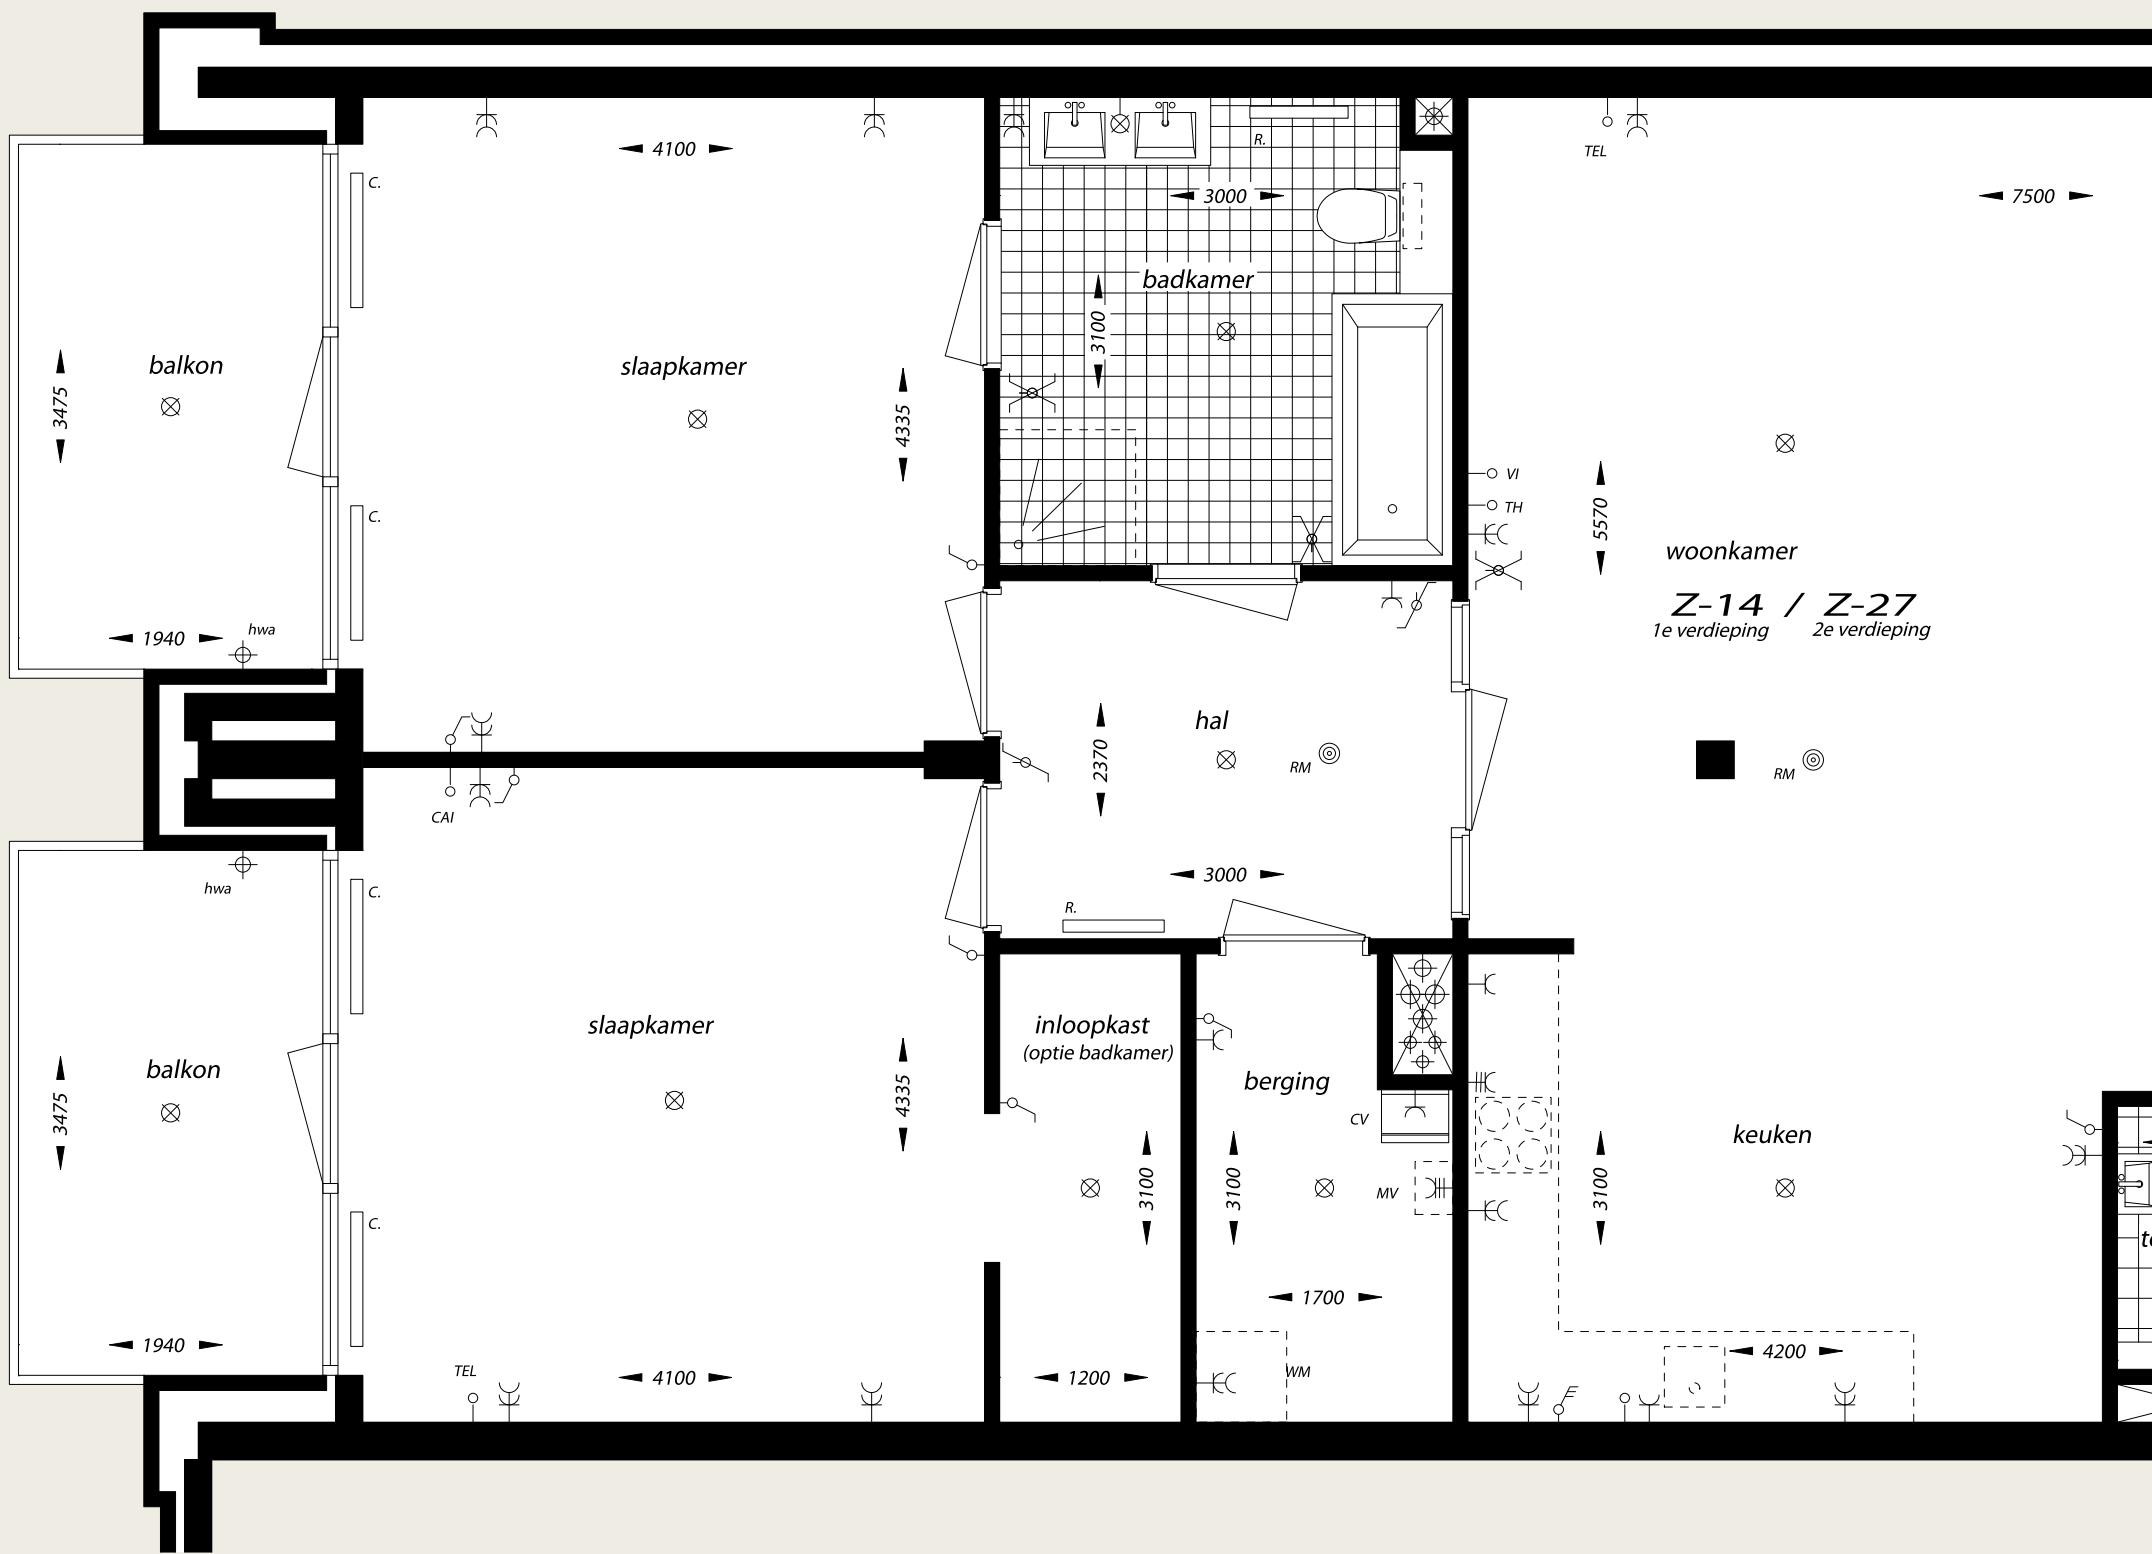 4100
C.
R.
TEL
3000
7500
badkamer
3100
balkon
slaapkamer
3475
4335
C.
VI
TH
5570
woonkamer
Z-14 / Z-27
1e verdieping 2e verdieping
1940
hwa
hal
2370
RM
RM
CAI
3000
hwa
C.
R.
slaapkamer
inloopkast
(optie badkamer)
berging
balkon
3475
4335
CV
keuken
3100
3100
MV
3100
C.
1700
1940
4200
TEL
4100
1200
WM